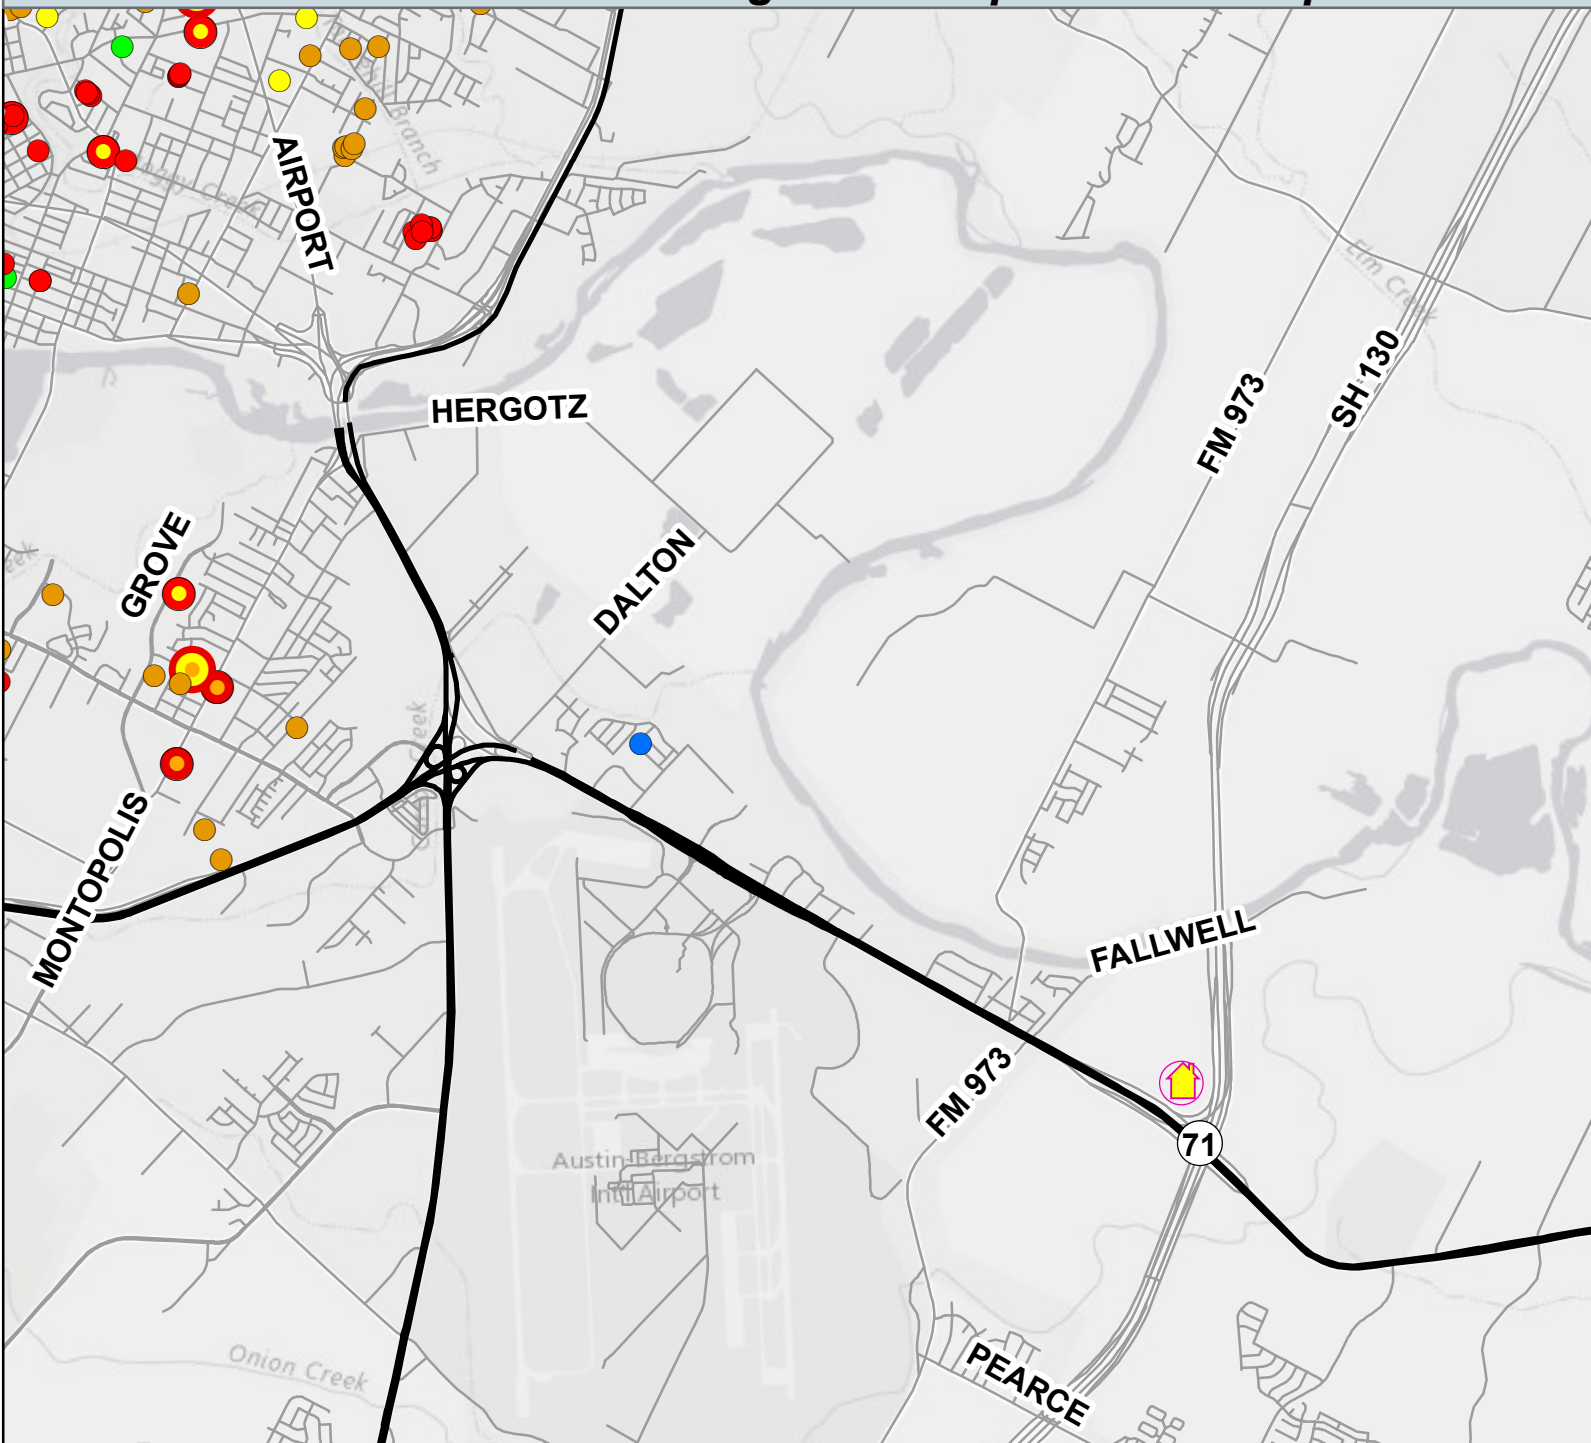 Branch
Boggy Creek
AIRPORT
Elm Creek
SH 130
FM 973
HERGOTZ
GROVE
DALTON
Creek
MONTOPOLIS
FALLWELL
FM 973
71
Austin-Bergstrom
Int'l Airport
PEARCE
Onion Creek